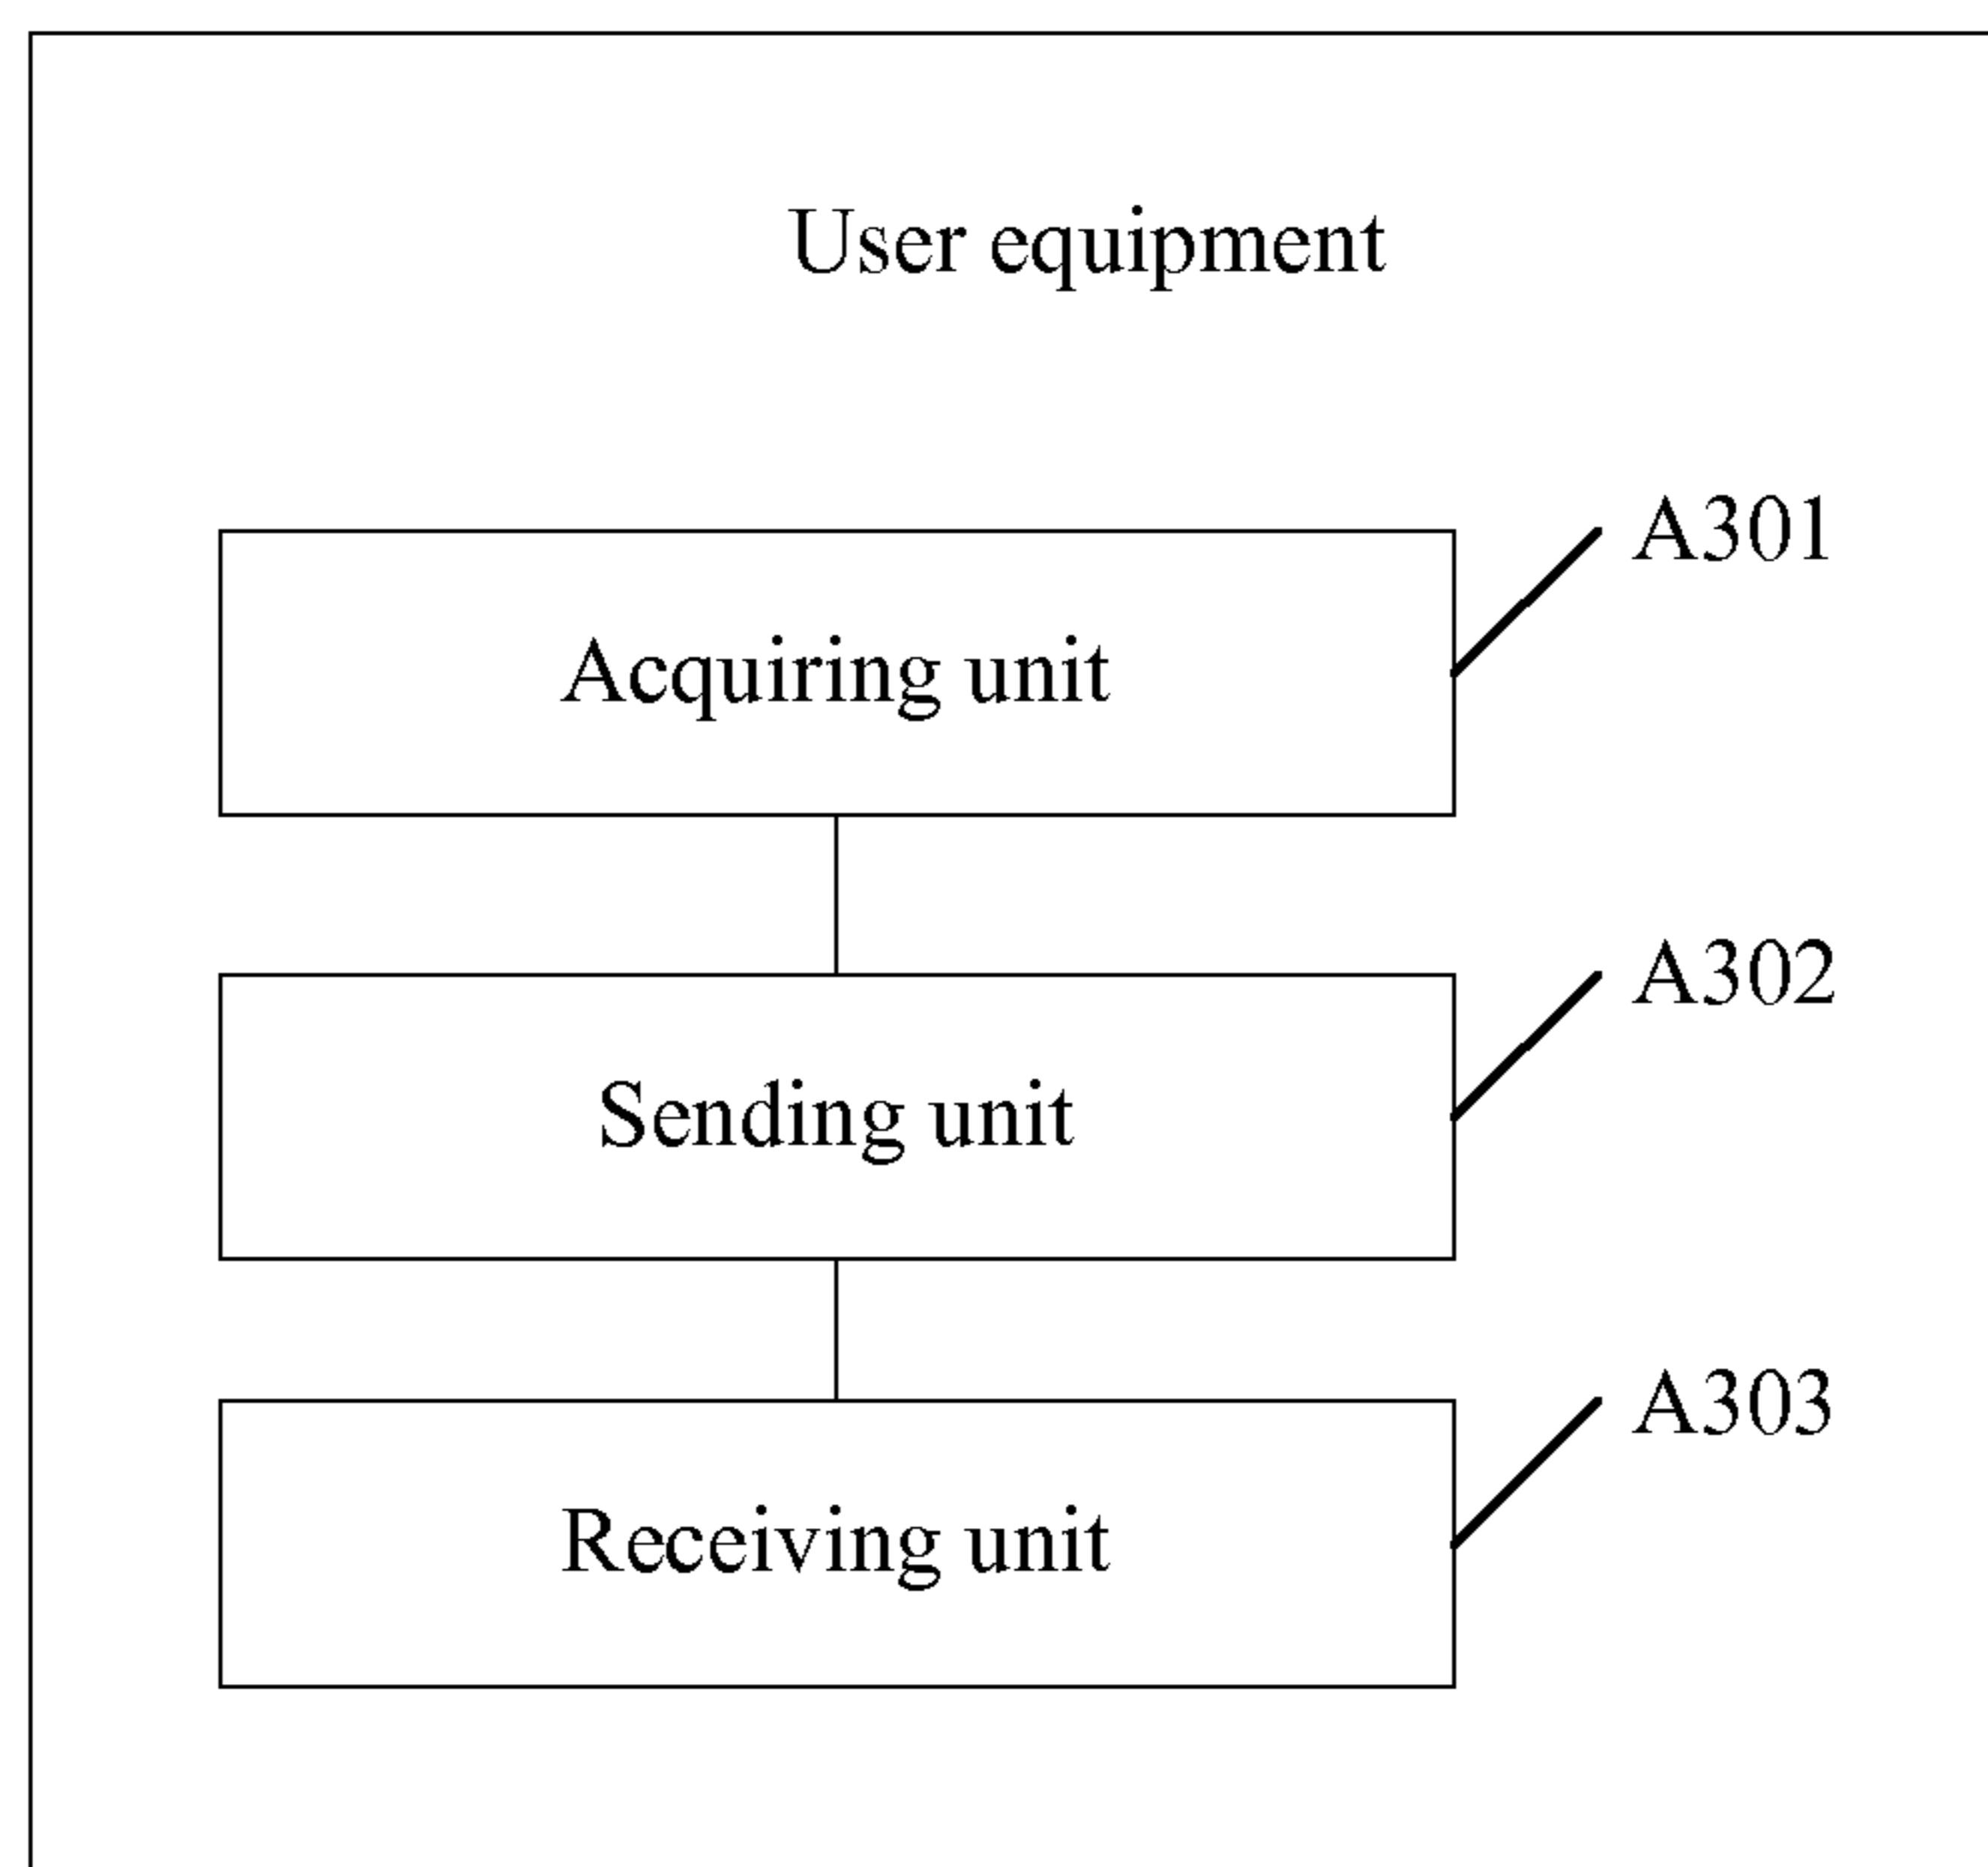 User equipment
A301
Acquiring unit
A302
Sending unit
A303
Receiving unit